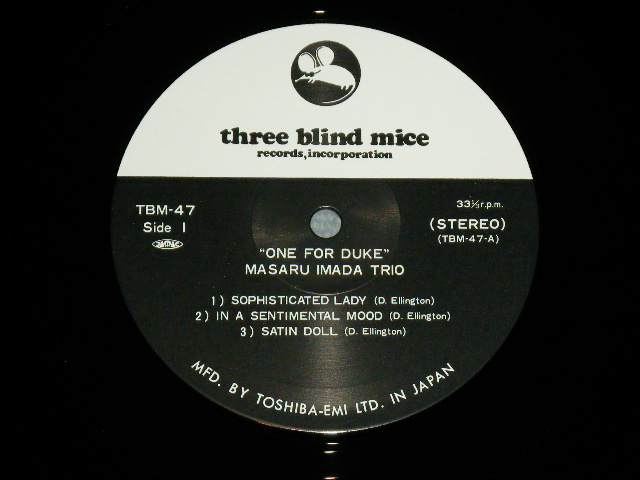 three blind mice
records, incorporation
TBM-47
Side 1
33⅓ r.p.m.
(STEREO)
(TBM-47-A)
"ONE FOR DUKE"
MASARU IMADA TRIO
1) SOPHISTICATED LADY (D. Ellington)
2) IN A SENTIMENTAL MOOD (D. Ellington)
3) SATIN DOLL (D. Ellington)
MFD. BY TOSHIBA-EMI LTD. IN JAPAN